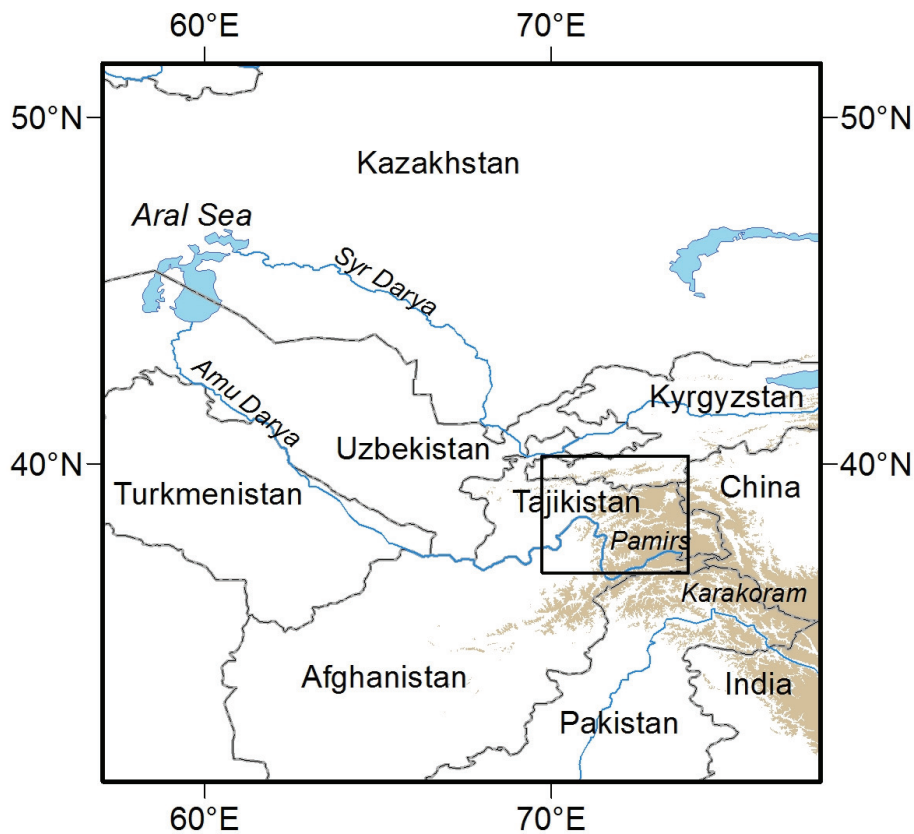 60°E 70°E
50°N 50°N
Kazakhstan
Aral Sea
Syr Darya
Amu Darya
Kyrgyzstan
Uzbekistan
40°N 40°N
China
Turkmenistan
Tajikistan
Pamirs
Karakoram
Afghanistan
India
Pakistan
60°E 70°E